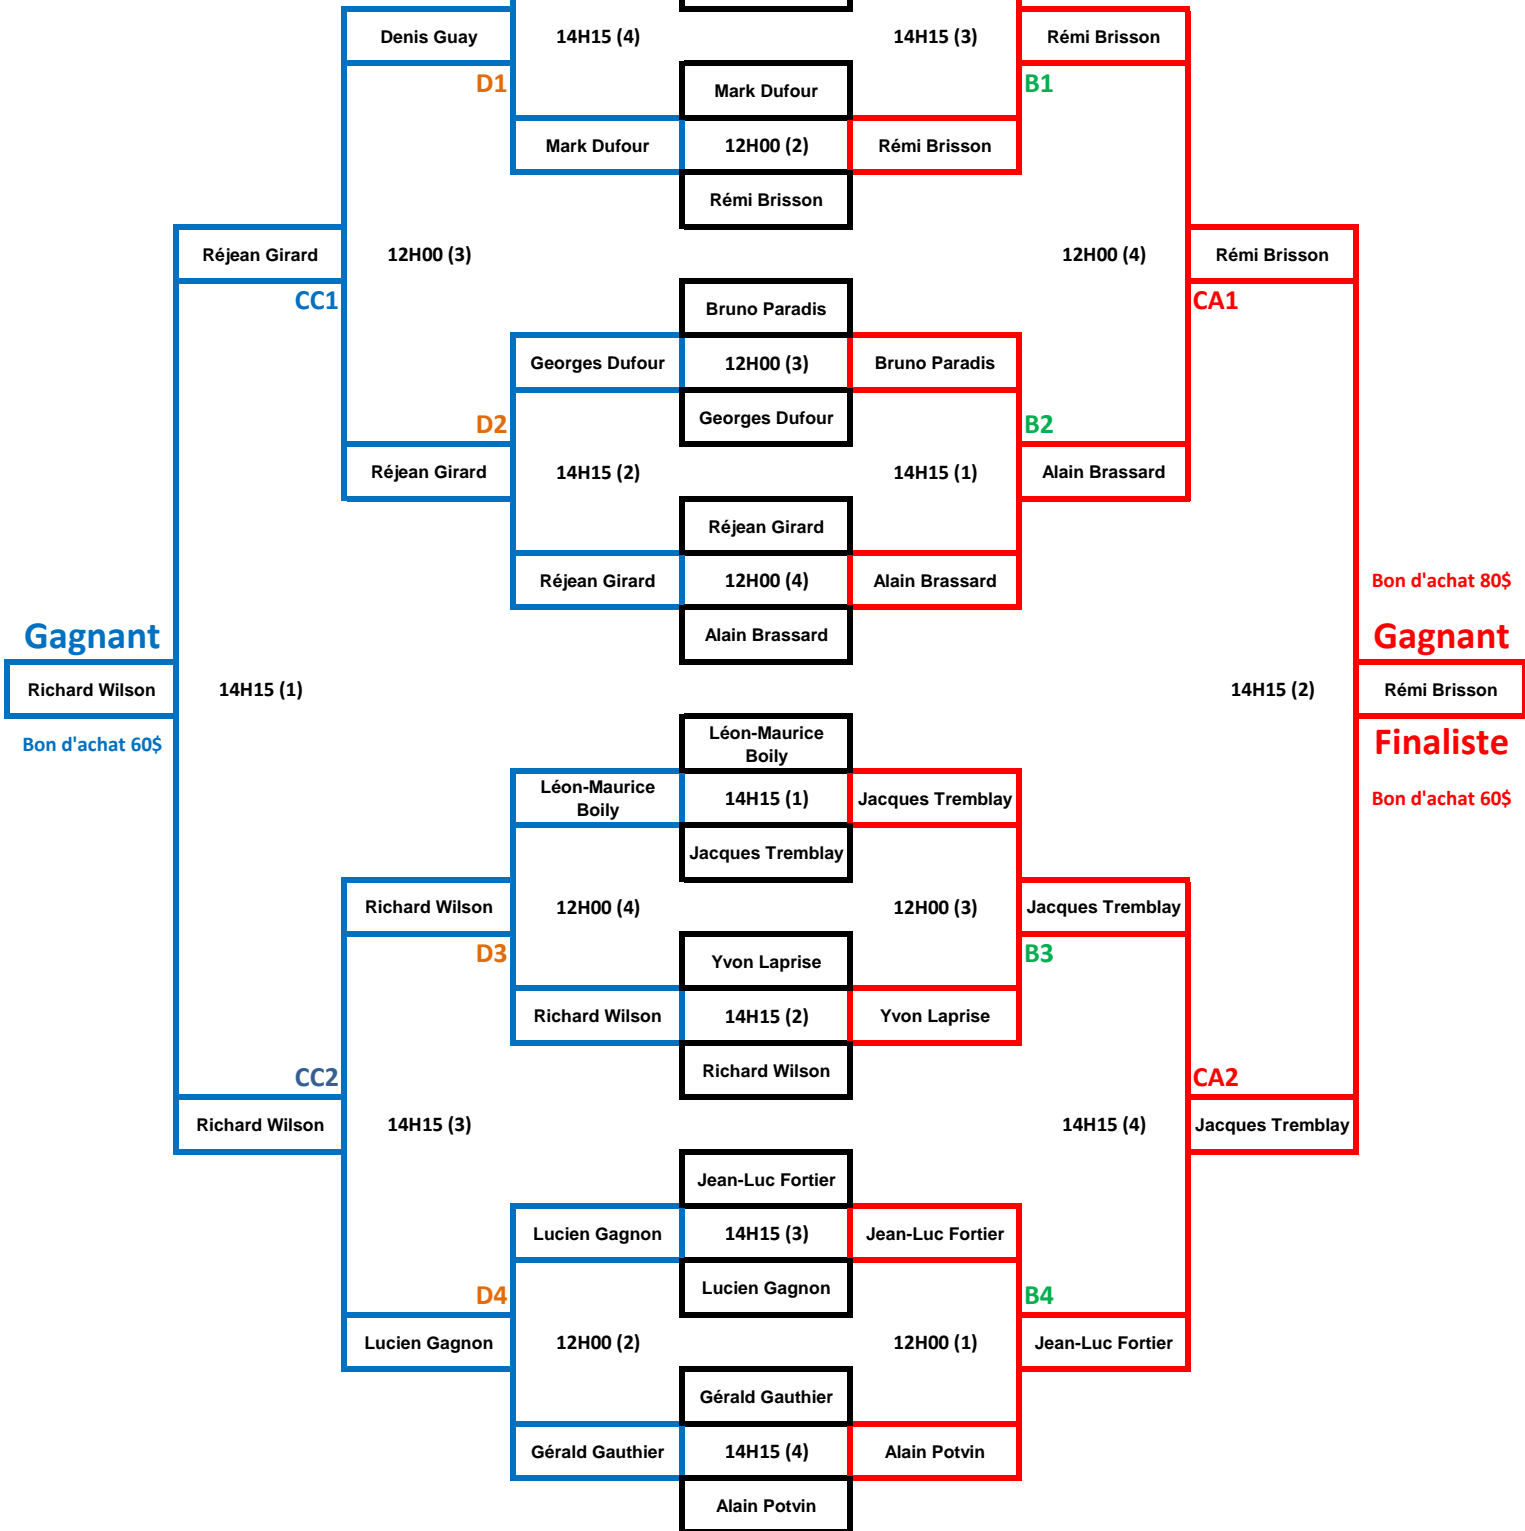 Denis Guay
14H15 (4)
14H15 (3)
Rémi Brisson
D1
Mark Dufour
B1
Mark Dufour
12H00 (2)
Rémi Brisson
Rémi Brisson
Réjean Girard
12H00 (3)
12H00 (4)
Rémi Brisson
CC1
Bruno Paradis
CA1
Georges Dufour
12H00 (3)
Bruno Paradis
D2
Georges Dufour
B2
Réjean Girard
14H15 (2)
14H15 (1)
Alain Brassard
Réjean Girard
Réjean Girard
12H00 (4)
Alain Brassard
Bon d'achat 80$
Gagnant
Alain Brassard
Gagnant
Richard Wilson
14H15 (1)
14H15 (2)
Rémi Brisson
Bon d'achat 60$
Léon-Maurice
Boily
Finaliste
Léon-Maurice
Boily
14H15 (1)
Jacques Tremblay
Bon d'achat 60$
Jacques Tremblay
Richard Wilson
12H00 (4)
12H00 (3)
Jacques Tremblay
D3
Yvon Laprise
B3
Richard Wilson
14H15 (2)
Yvon Laprise
CC2
Richard Wilson
CA2
Richard Wilson
14H15 (3)
14H15 (4)
Jacques Tremblay
Jean-Luc Fortier
Lucien Gagnon
14H15 (3)
Jean-Luc Fortier
D4
Lucien Gagnon
B4
Lucien Gagnon
12H00 (2)
12H00 (1)
Jean-Luc Fortier
Gérald Gauthier
Gérald Gauthier
14H15 (4)
Alain Potvin
Alain Potvin